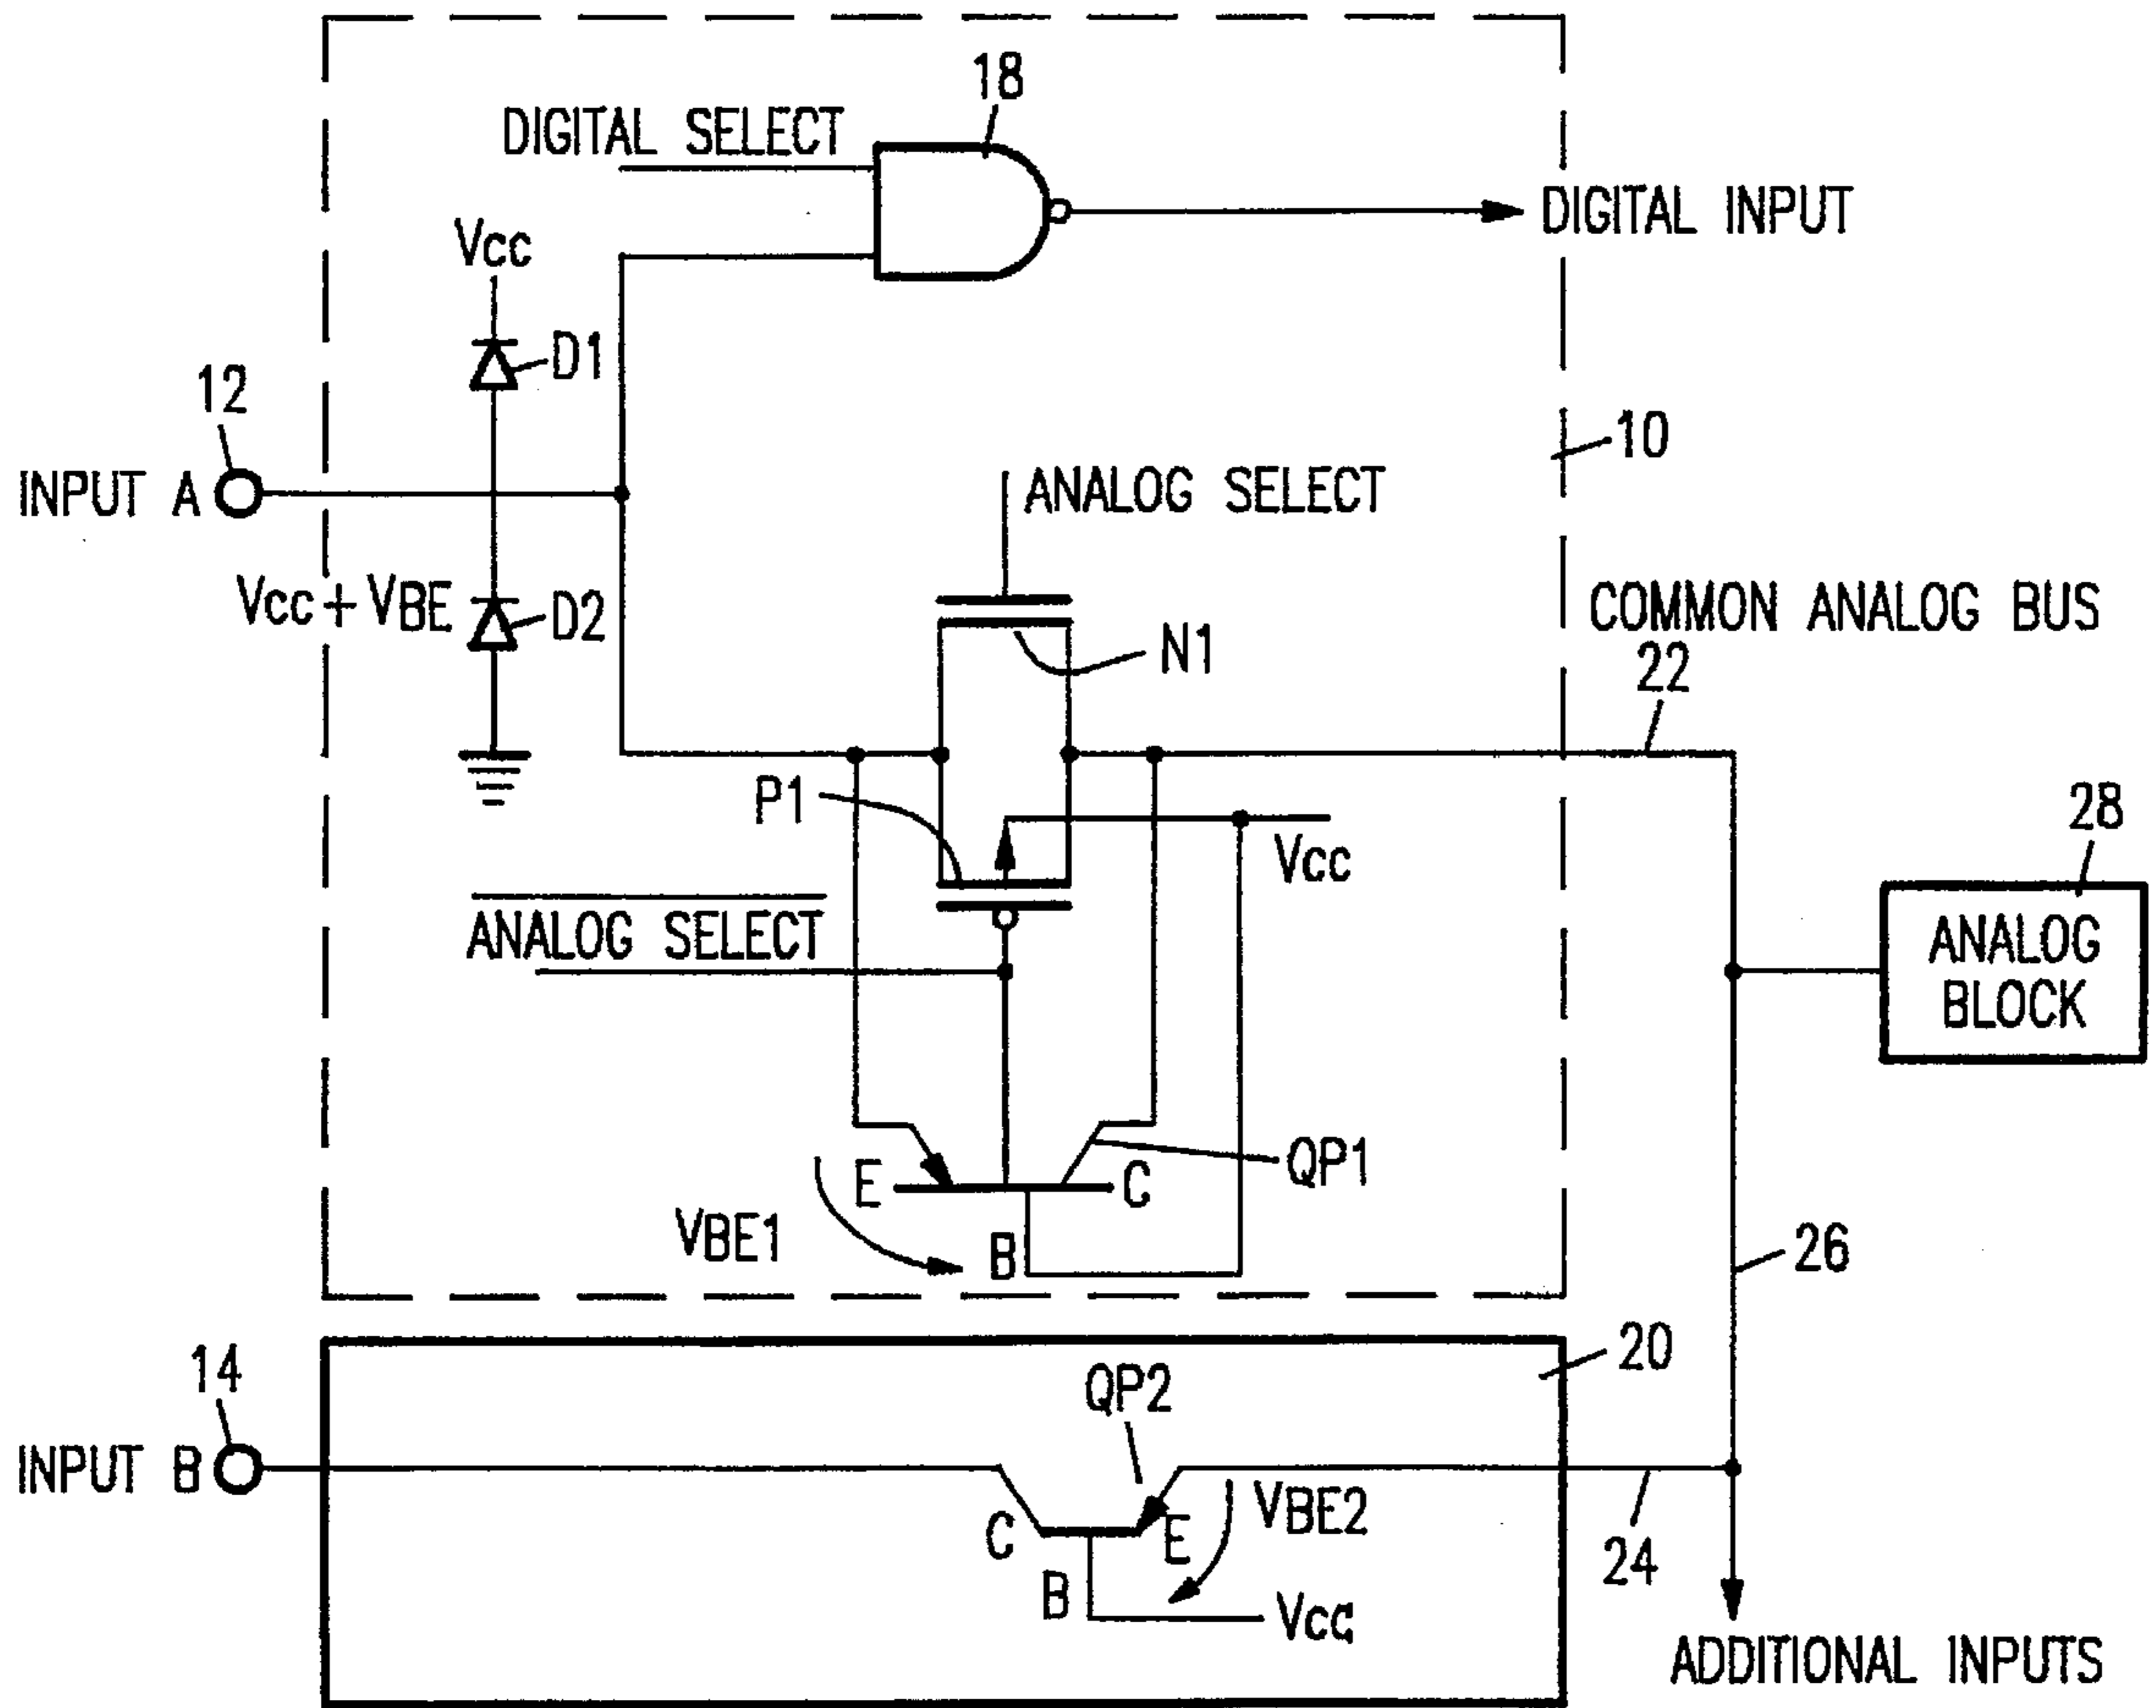 18
DIGITAL SELECT
DIGITAL INPUT
Vcc
D1
12
10
INPUT A
ANALOG SELECT
Vcc + VBE
D2
COMMON ANALOG BUS
N1
22
P1
Vcc
28
ANALOG SELECT
ANALOG
BLOCK
E
C
QP1
VBE1
B
26
14
20
QP2
INPUT B
VBE2
C
E
B
Vcc
24
ADDITIONAL INPUTS